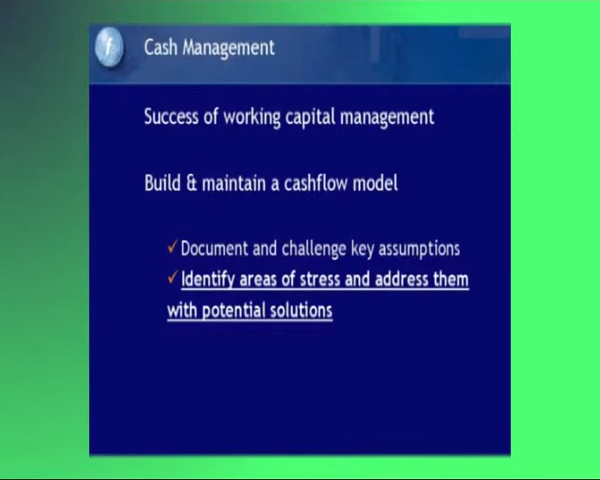 f
Cash Management
Success of working capital management
Build & maintain a cashflow model
✓ Document and challenge key assumptions
✓ Identify areas of stress and address them
with potential solutions